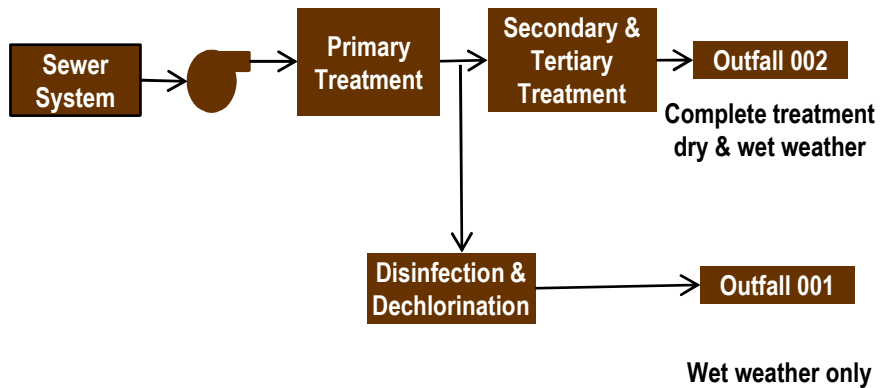 Sewer
System
Primary
Treatment
Secondary &
Tertiary
Treatment
Outfall 002
Complete treatment
dry & wet weather
Disinfection &
Dechlorination
Outfall 001
Wet weather only